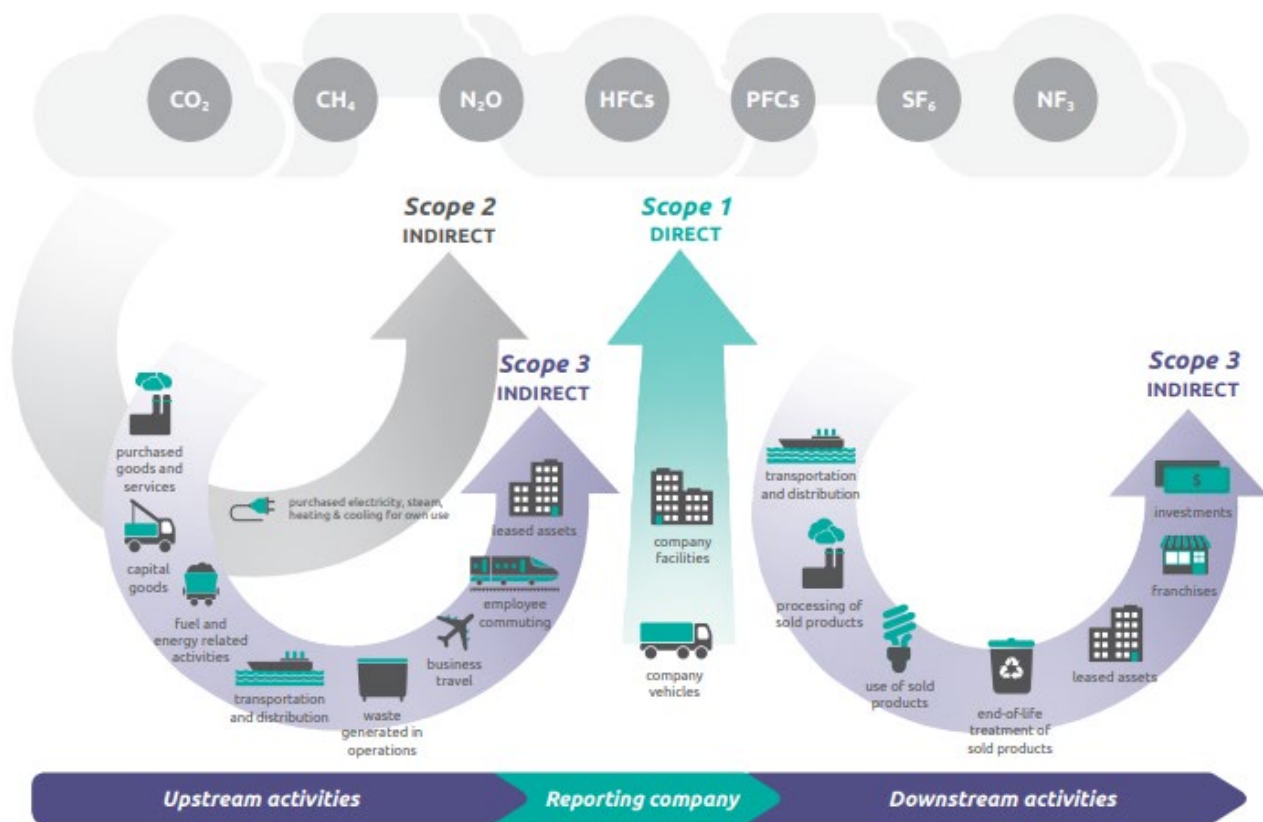 CO₂ CH₄ N₂O HFCs PFCs SF₆ NF₃
Scope 2
INDIRECT
Scope 1
DIRECT
Scope 3
INDIRECT
Scope 3
INDIRECT
purchased
goods and
services
capital
goods
fuel and
energy related
activities
purchased electricity, steam,
heating & cooling for own use
transportation
and distribution
waste
generated in
operations
business
travel
employee
commuting
leased assets
company
facilities
company
vehicles
transportation
and distribution
processing of
sold products
use of sold
products
end-of-life
treatment of
sold products
leased assets
franchises
$
investments
Upstream activities
Reporting company
Downstream activities